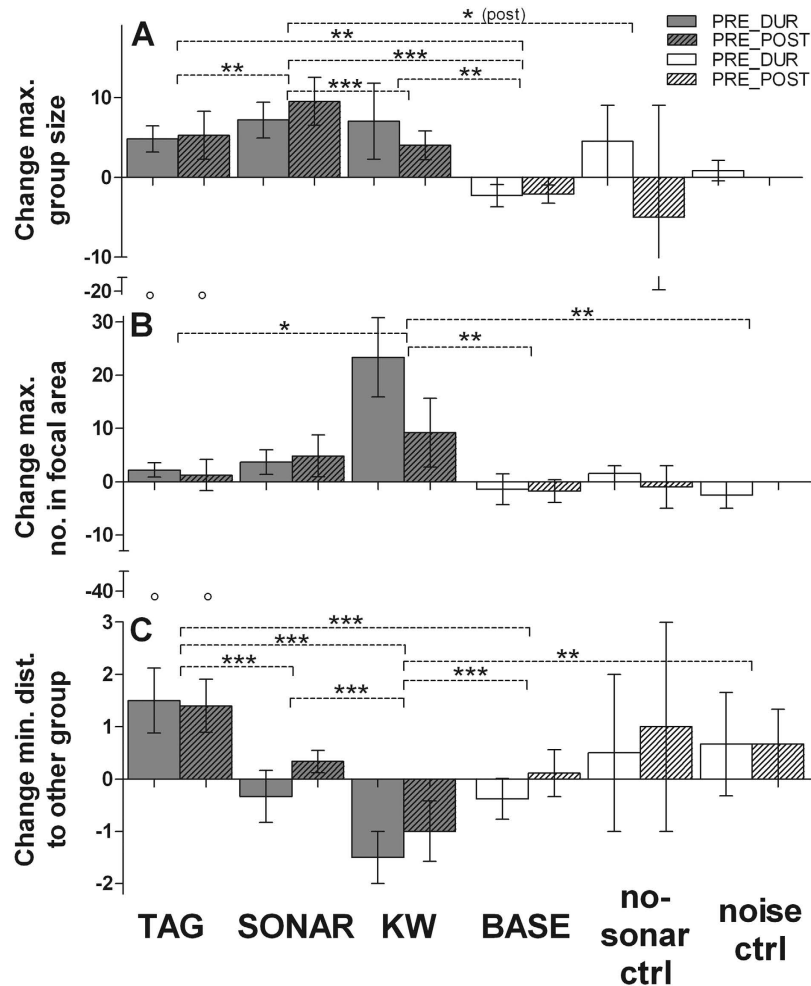 A
* (post)
PRE_DUR
PRE_POST
PRE_DUR
PRE_POST
**
***
**
***
**
Change max.
group size
10
0
-10
-20
B
*
**
**
Change max.
no. in focal area
30
20
10
0
-10
-40
C
***
***
**
***
***
***
Change min. dist.
to other group
3
2
1
0
-1
-2
TAG
SONAR
KW
BASE
no-
sonar
ctrl
noise
ctrl